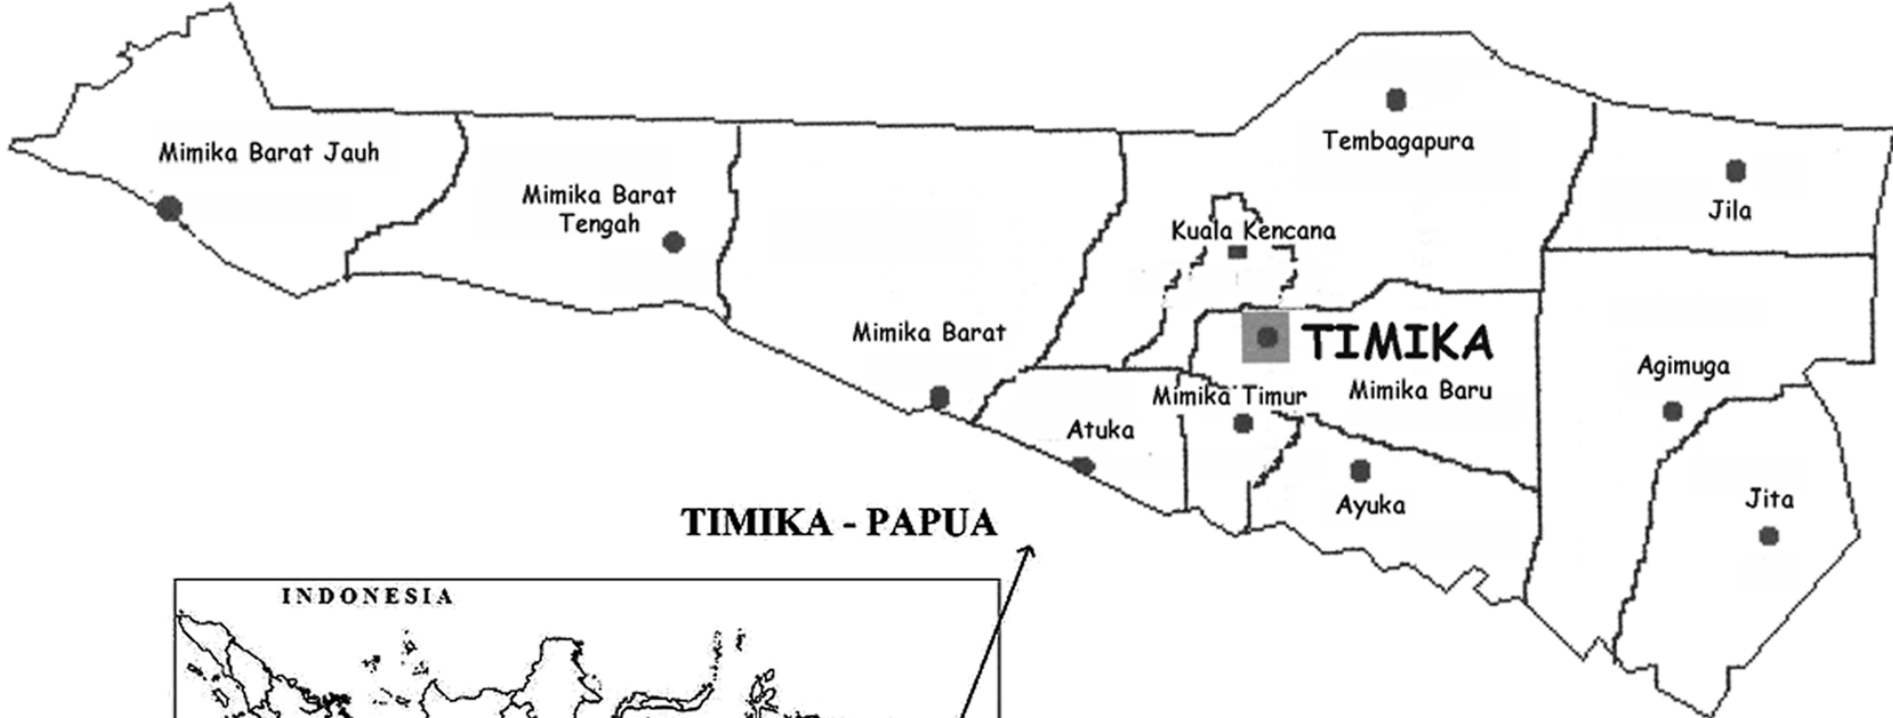 Tembagapura
Mimika Barat Jauh
Mimika Barat
Tengah
Jila
Kuala Kencana
Mimika Barat
TIMIKA
Agimuga
Mimika Timur
Mimika Baru
Atuka
Ayuka
Jita
TIMIKA - PAPUA
INDONESIA